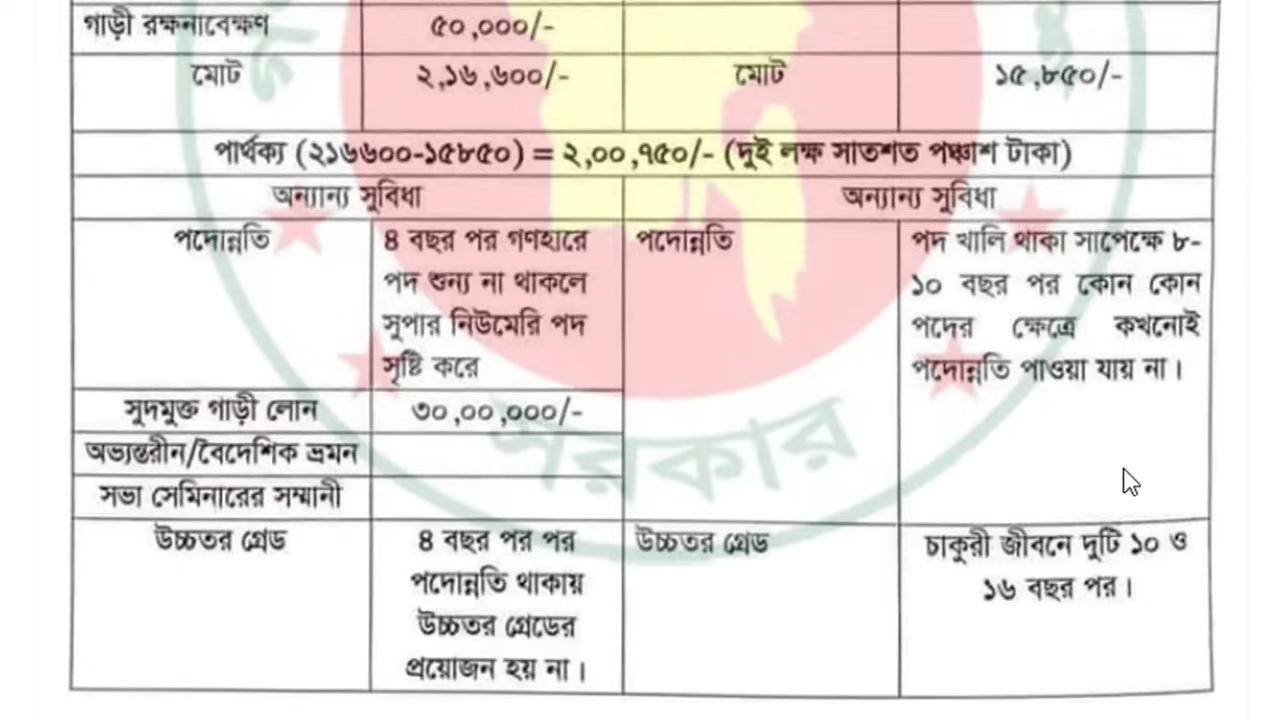 গাড়ী রক্ষনাবেক্ষণ ৫০,০০০/-
মোট ২,১৬,৬০০/- মোট ১৫,৮৫০/-
পার্থক্য (২১৬৬০০-১৫৮৫০) = ২,০০,৭৫০/- (দুই লক্ষ সাতশত পঞ্চাশ টাকা)
অন্যান্য সুবিধা অন্যান্য সুবিধা
পদোন্নতি ৪ বছর পর গণহারে পদোন্নতি পদ খালি থাকা সাপেক্ষে ৮-
পদ শুন্য না থাকলে ১০ বছর পর কোন কোন
সুপার নিউমেরি পদ পদের ক্ষেত্রে কখনোই
সৃষ্টি করে পদোন্নতি পাওয়া যায় না।
সুদমুক্ত গাড়ী লোন ৩০,০০,০০০/-
অভ্যন্তরীন/বৈদেশিক ভ্রমন
সভা সেমিনারের সম্মানী
উচ্চতর গ্রেড ৪ বছর পর পর উচ্চতর গ্রেড চাকুরী জীবনে দুটি ১০ ও
পদোন্নতি থাকায় ১৬ বছর পর।
উচ্চতর গ্রেডের
প্রয়োজন হয় না।
সরকার